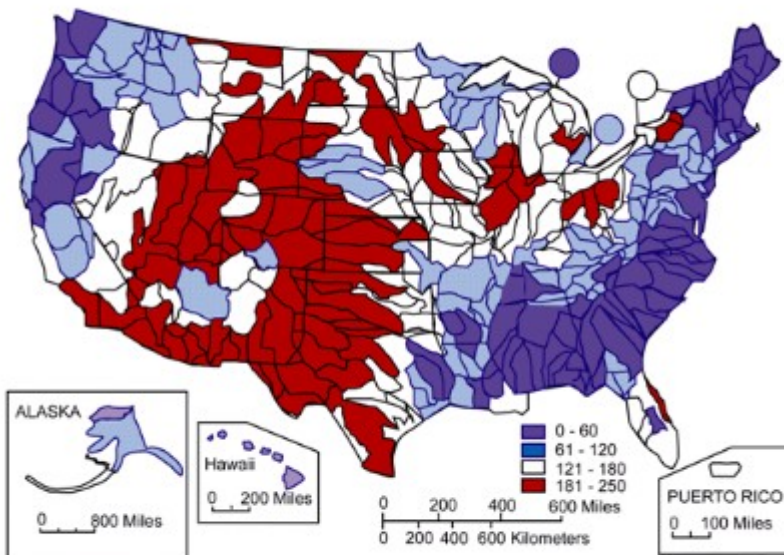 ALASKA
0 800 Miles
Hawaii
0 200 Miles
0 - 60
61 - 120
121 - 180
181 - 250
0 200 400 600 Miles
0 200 400 600 Kilometers
PUERTO RICO
0 100 Miles